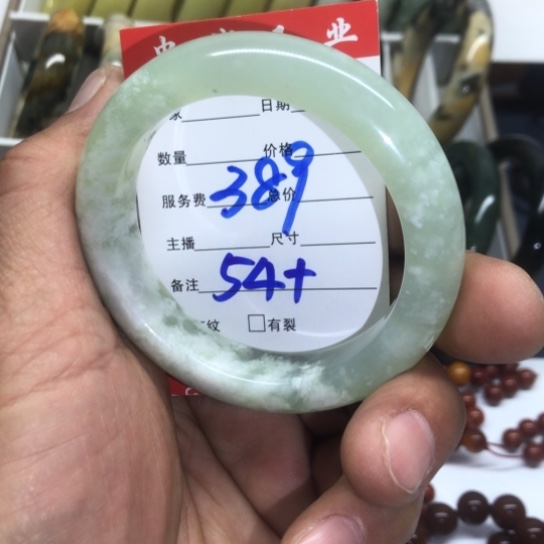 业
日期
数量 价格
389
服务费 总价
主播 尺寸
备注 54+
纹 □有裂